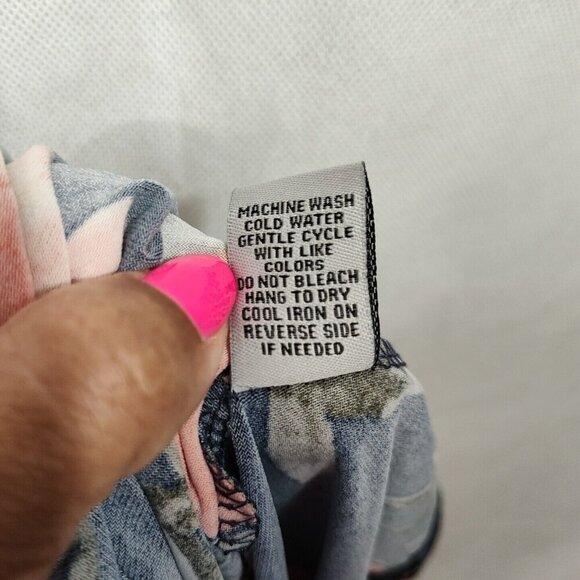 MACHINE WASH
COLD WATER
GENTLE CYCLE
WITH LIKE
COLORS
DO NOT BLEACH
HANG TO DRY
COOL IRON ON
REVERSE SIDE
IF NEEDED